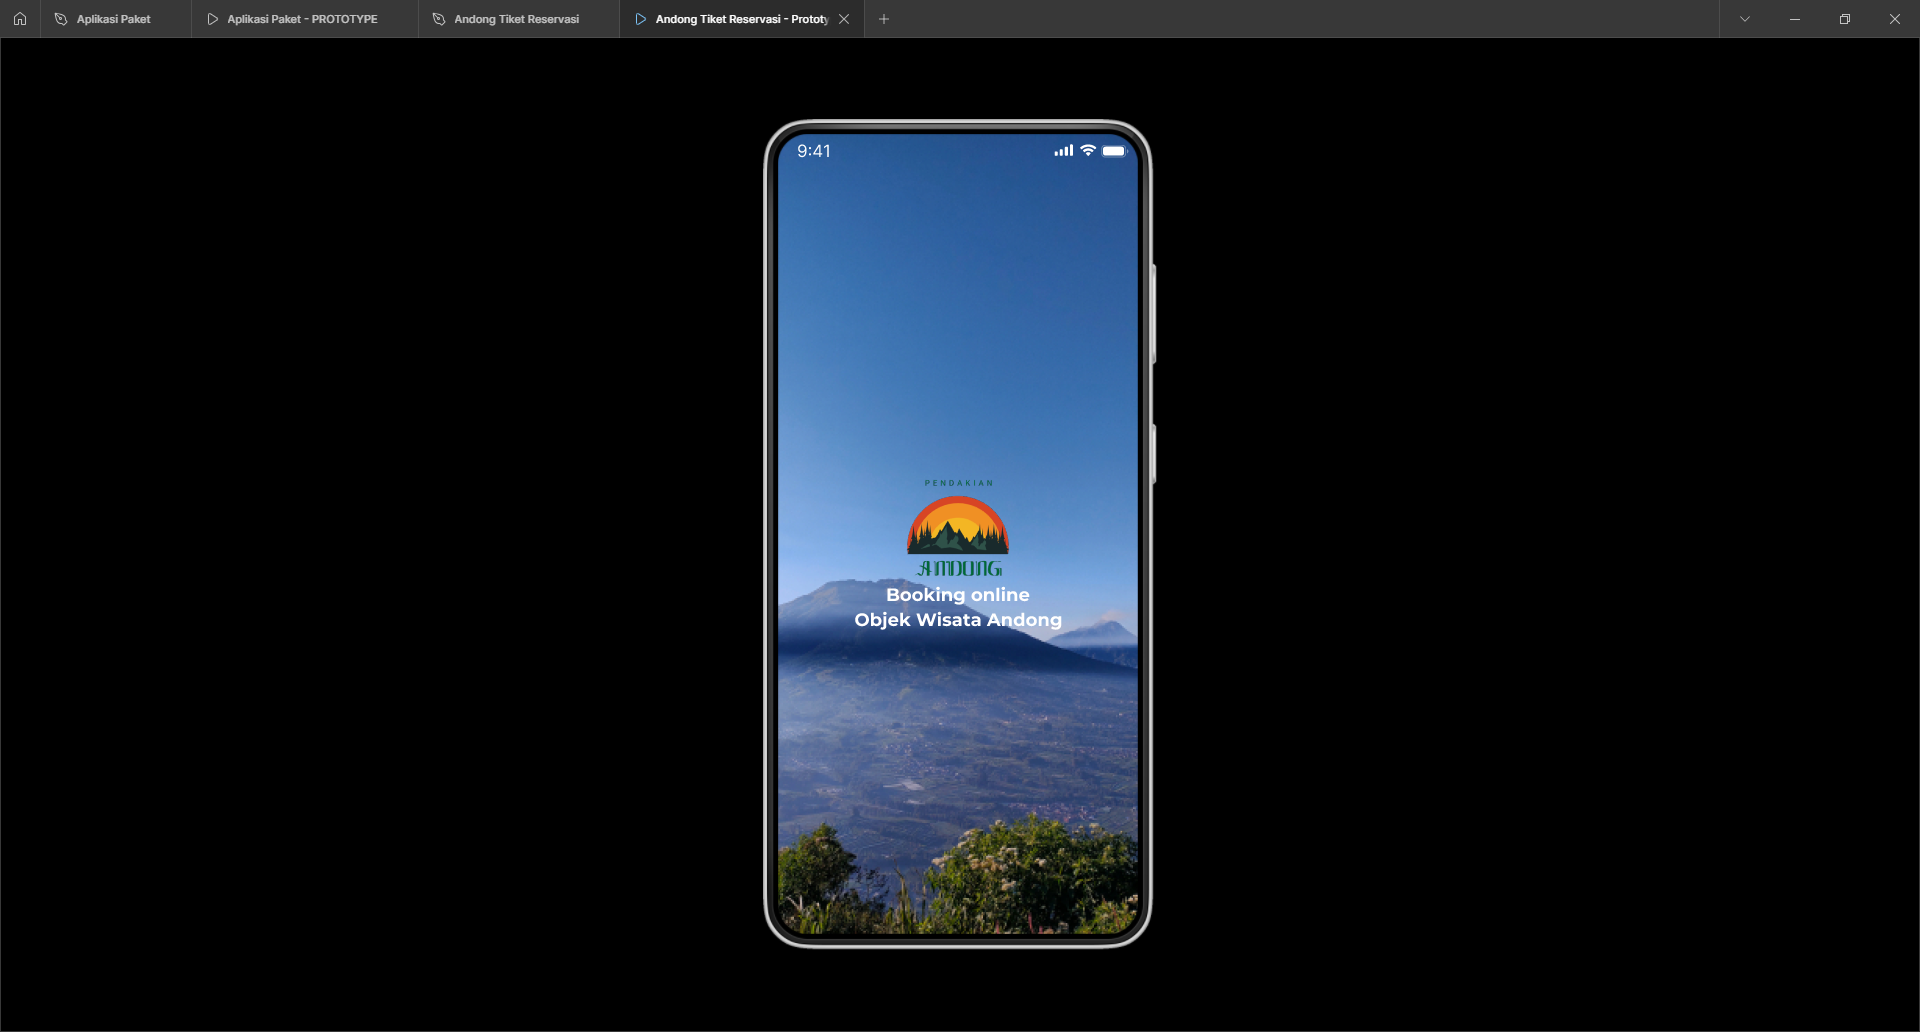 Aplikasi Paket
Aplikasi Paket - PROTOTYPE
Andong Tiket Reservasi
Andong Tiket Reservasi - Prototy
9:41
PENDAKIAN
ANDONG
Booking online
Objek Wisata Andong